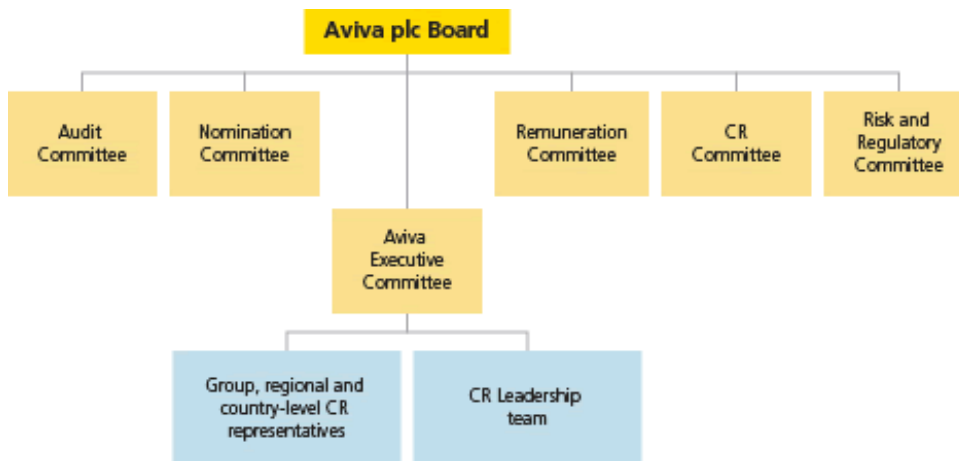 Aviva plc Board
Audit
Committee
Nomination
Committee
Remuneration
Committee
CR
Committee
Risk and
Regulatory
Committee
Aviva
Executive
Committee
Group, regional and
country-level CR
representatives
CR Leadership
team